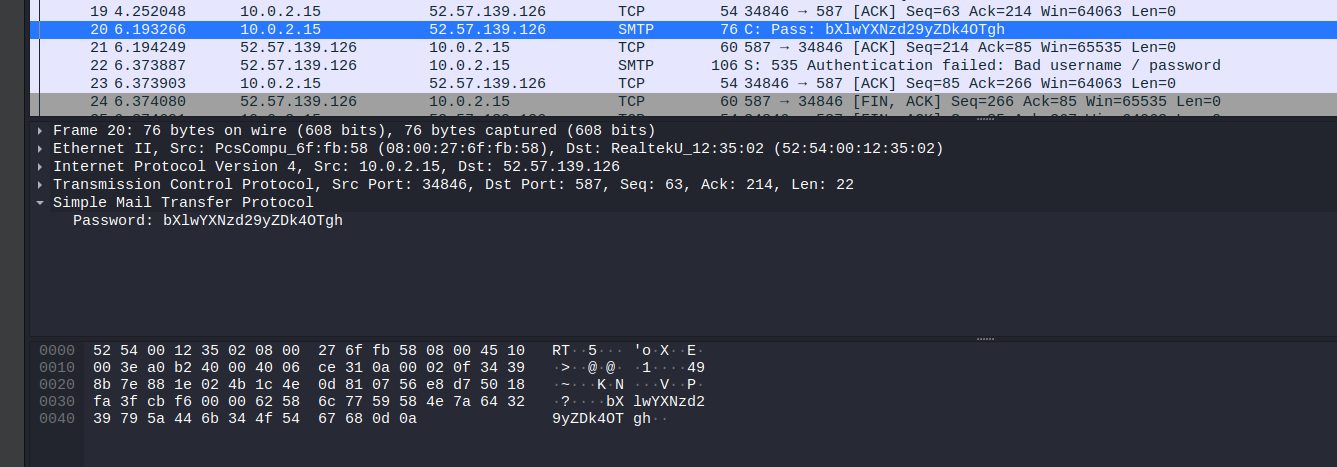 19 4.252048 10.0.2.15 52.57.139.126 TCP 54 34846 → 587 [ACK] Seq=63 Ack=214 Win=64063 Len=0
20 6.193266 10.0.2.15 52.57.139.126 SMTP 76 C: Pass: bXlwYXNzd29yZDk4OTgh
21 6.194249 52.57.139.126 10.0.2.15 TCP 60 587 → 34846 [ACK] Seq=214 Ack=85 Win=65535 Len=0
22 6.373887 52.57.139.126 10.0.2.15 SMTP 106 S: 535 Authentication failed: Bad username / password
23 6.373903 10.0.2.15 52.57.139.126 TCP 54 34846 → 587 [ACK] Seq=85 Ack=266 Win=64063 Len=0
24 6.374080 52.57.139.126 10.0.2.15 TCP 60 587 → 34846 [FIN, ACK] Seq=266 Ack=85 Win=65535 Len=0
Frame 20: 76 bytes on wire (608 bits), 76 bytes captured (608 bits)
Ethernet II, Src: PcsCompu_6f:fb:58 (08:00:27:6f:fb:58), Dst: RealtekU_12:35:02 (52:54:00:12:35:02)
Internet Protocol Version 4, Src: 10.0.2.15, Dst: 52.57.139.126
Transmission Control Protocol, Src Port: 34846, Dst Port: 587, Seq: 63, Ack: 214, Len: 22
Simple Mail Transfer Protocol
Password: bXlwYXNzd29yZDk4OTgh
0000 52 54 00 12 35 02 08 00 27 6f fb 58 08 00 45 10 RT··5··· 'o·X··E·
0010 00 3e a0 b2 40 00 40 06 ce 31 0a 00 02 0f 34 39 ·>··@·@· ·1····49
0020 8b 7e 88 1e 02 4b 1c 4e 0d 81 07 56 e8 d7 50 18 ·~···K·N ···V··P·
0030 fa 3f cb f6 00 00 62 58 6c 77 59 58 4e 7a 64 32 ·?····bX lwYXNzd2
0040 39 79 5a 44 6b 34 4f 54 67 68 0d 0a 9yZDk4OT gh··